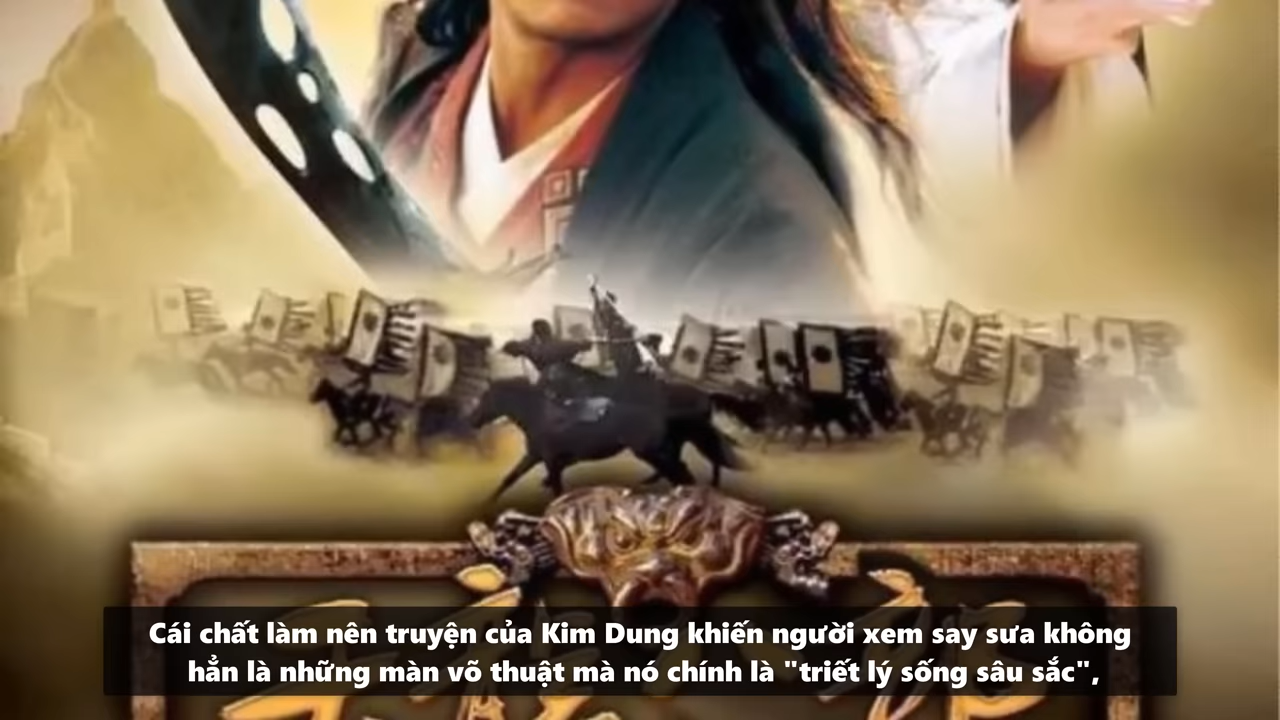 Cái chất làm nên truyện của Kim Dung khiến người xem say sưa không
hẳn là những màn võ thuật mà nó chính là "triết lý sống sâu sắc",